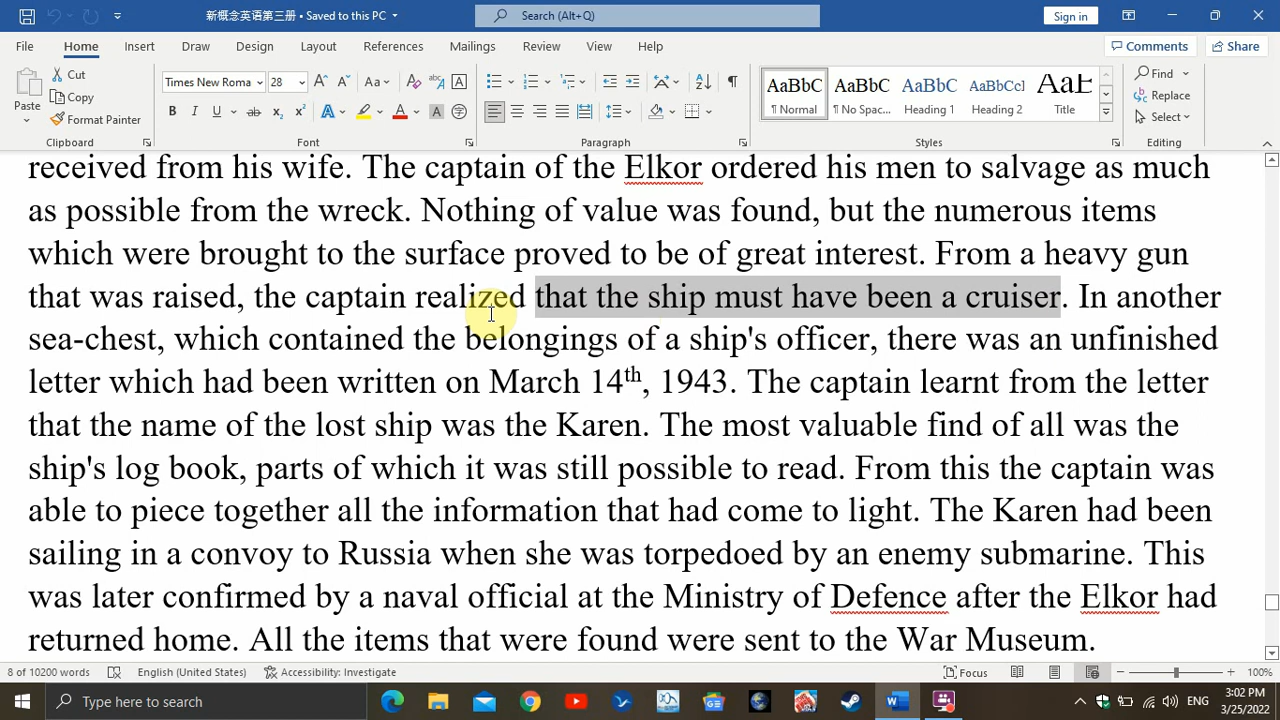 新概念英语第三册 • Saved to this PC
Search (Alt+Q)
Sign in
File Home Insert Draw Design Layout References Mailings Review View Help
Comments
Share
Paste
Cut
Copy
Format Painter
Clipboard
Times New Roma 28
Font
Paragraph
AaBbC AaBbC AaBbC AaBbCcI AaB
¶ Normal ¶ No Spac... Heading 1 Heading 2 Title
Styles
Find
Replace
Select
Editing
received from his wife. The captain of the Elkor ordered his men to salvage as much
as possible from the wreck. Nothing of value was found, but the numerous items
which were brought to the surface proved to be of great interest. From a heavy gun
that was raised, the captain realized that the ship must have been a cruiser. In another
sea-chest, which contained the belongings of a ship's officer, there was an unfinished
letter which had been written on March 14th, 1943. The captain learnt from the letter
that the name of the lost ship was the Karen. The most valuable find of all was the
ship's log book, parts of which it was still possible to read. From this the captain was
able to piece together all the information that had come to light. The Karen had been
sailing in a convoy to Russia when she was torpedoed by an enemy submarine. This
was later confirmed by a naval official at the Ministry of Defence after the Elkor had
returned home. All the items that were found were sent to the War Museum.
8 of 10200 words English (United States) Accessibility: Investigate Focus 100%
Type here to search
ENG
3:02 PM
3/25/2022